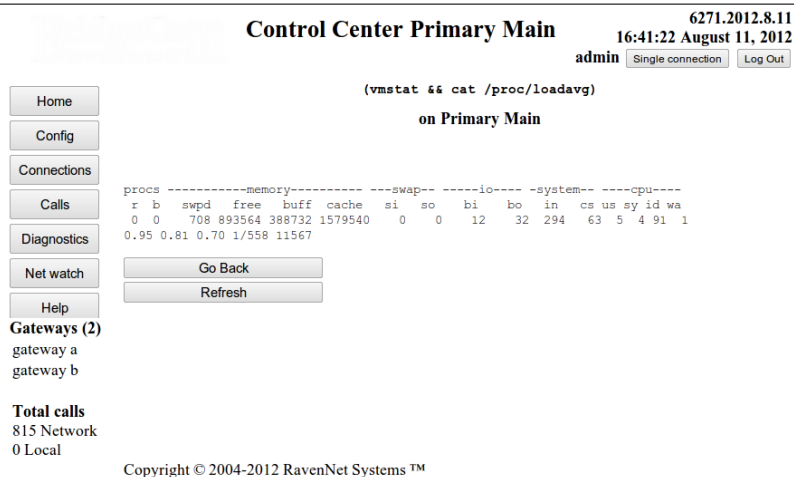 Control Center Primary Main
6271.2012.8.11
16:41:22 August 11, 2012
admin Single connection Log Out
Home
Config
Connections
Calls
Diagnostics
Net watch
Help
Gateways (2)
gateway a
gateway b
Total calls
815 Network
0 Local
(vmstat && cat /proc/loadavg)
on Primary Main
procs -----------memory---------- ---swap-- -----io---- -system-- ----cpu----
r b swpd free buff cache si so bi bo in cs us sy id wa
0 0 708 893564 388732 1579540 0 0 12 32 294 63 5 4 91 1
0.95 0.81 0.70 1/558 11567
Go Back
Refresh
Copyright © 2004-2012 RavenNet Systems ™